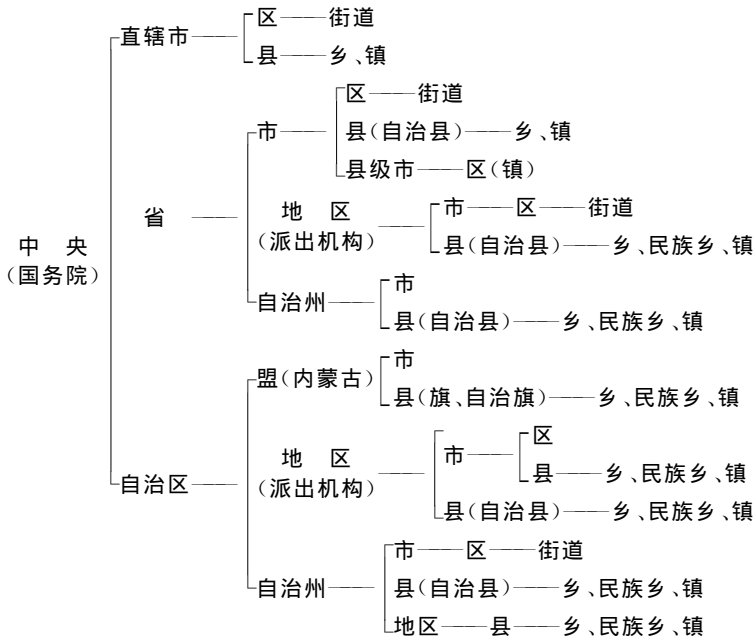 直辖市——区——街道
县——乡、镇
区——街道
市——县(自治县)——乡、镇
县级市——区(镇)
省——地 区——市——区——街道
(派出机构) 县(自治县)——乡、民族乡、镇
中 央
(国务院)
自治州——市
县(自治县)——乡、民族乡、镇
盟(内蒙古) 市
县(旗、自治旗)——乡、民族乡、镇
地 区
(派出机构)
市——区
县——乡、民族乡、镇
县(自治县)——乡、民族乡、镇
自治区
市——区——街道
自治州——县(自治县)——乡、民族乡、镇
地区——县——乡、民族乡、镇